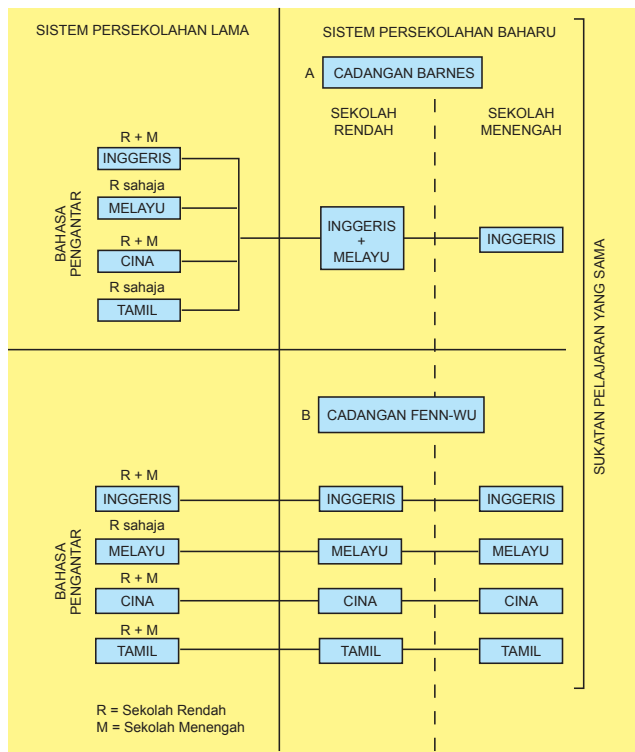 SISTEM PERSEKOLAHAN LAMA
SISTEM PERSEKOLAHAN BAHARU
A
CADANGAN BARNES
SEKOLAH
RENDAH
SEKOLAH
MENENGAH
BAHASA
PENGANTAR
R + M
INGGERIS
R sahaja
MELAYU
R + M
CINA
R sahaja
TAMIL
INGGERIS
+
MELAYU
INGGERIS
B
CADANGAN FENN-WU
BAHASA
PENGANTAR
R + M
INGGERIS
INGGERIS
INGGERIS
R sahaja
MELAYU
MELAYU
MELAYU
R + M
CINA
CINA
CINA
R + M
TAMIL
TAMIL
TAMIL
SUKATAN PELAJARAN YANG SAMA
R = Sekolah Rendah
M = Sekolah Menengah